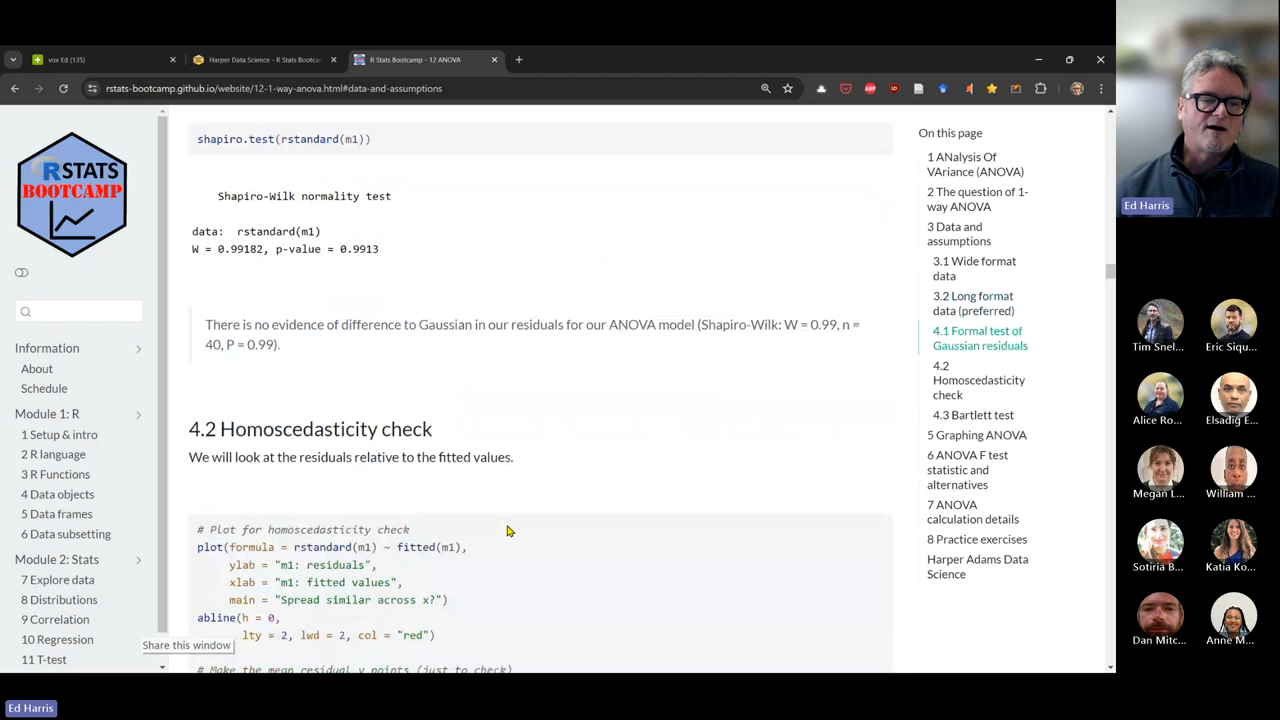 vox Ed (135)
Harper Data Science - R Stats Bootcan
R Stats Bootcamp - 12 ANOVA
rstats-bootcamp.github.io/website/12-1-way-anova.html#data-and-assumptions
RSTATS
BOOTCAMP
Information
About
Schedule
Module 1: R
1 Setup & intro
2 R language
3 R Functions
4 Data objects
5 Data frames
6 Data subsetting
Module 2: Stats
7 Explore data
8 Distributions
9 Correlation
10 Regression
11 T-test
Share this window
shapiro.test(rstandard(m1))
Shapiro-Wilk normality test
data: rstandard(m1)
W = 0.99182, p-value = 0.9913
There is no evidence of difference to Gaussian in our residuals for our ANOVA model (Shapiro-Wilk: W = 0.99, n =
40, P = 0.99).
4.2 Homoscedasticity check
We will look at the residuals relative to the fitted values.
# Plot for homoscedasticity check
plot(formula = rstandard(m1) ~ fitted(m1),
ylab = "m1: residuals",
xlab = "m1: fitted values",
main = "Spread similar across x?")
abline(h = 0,
lty = 2, lwd = 2, col = "red")
# Make the mean residual y points (just to check)
On this page
1 ANalysis Of
VAriance (ANOVA)
2 The question of 1-
way ANOVA
3 Data and
assumptions
3.1 Wide format
data
3.2 Long format
data (preferred)
4.1 Formal test of
Gaussian residuals
4.2
Homoscedasticity
check
4.3 Bartlett test
5 Graphing ANOVA
6 ANOVA F test
statistic and
alternatives
7 ANOVA
calculation details
8 Practice exercises
Harper Adams Data
Science
Ed Harris
Tim Snel...
Eric Siqu...
Alice Ro...
Elsadig E...
Megan L...
William ...
Sotiria B...
Katia Ko...
Dan Mitc...
Anne M...
Ed Harris